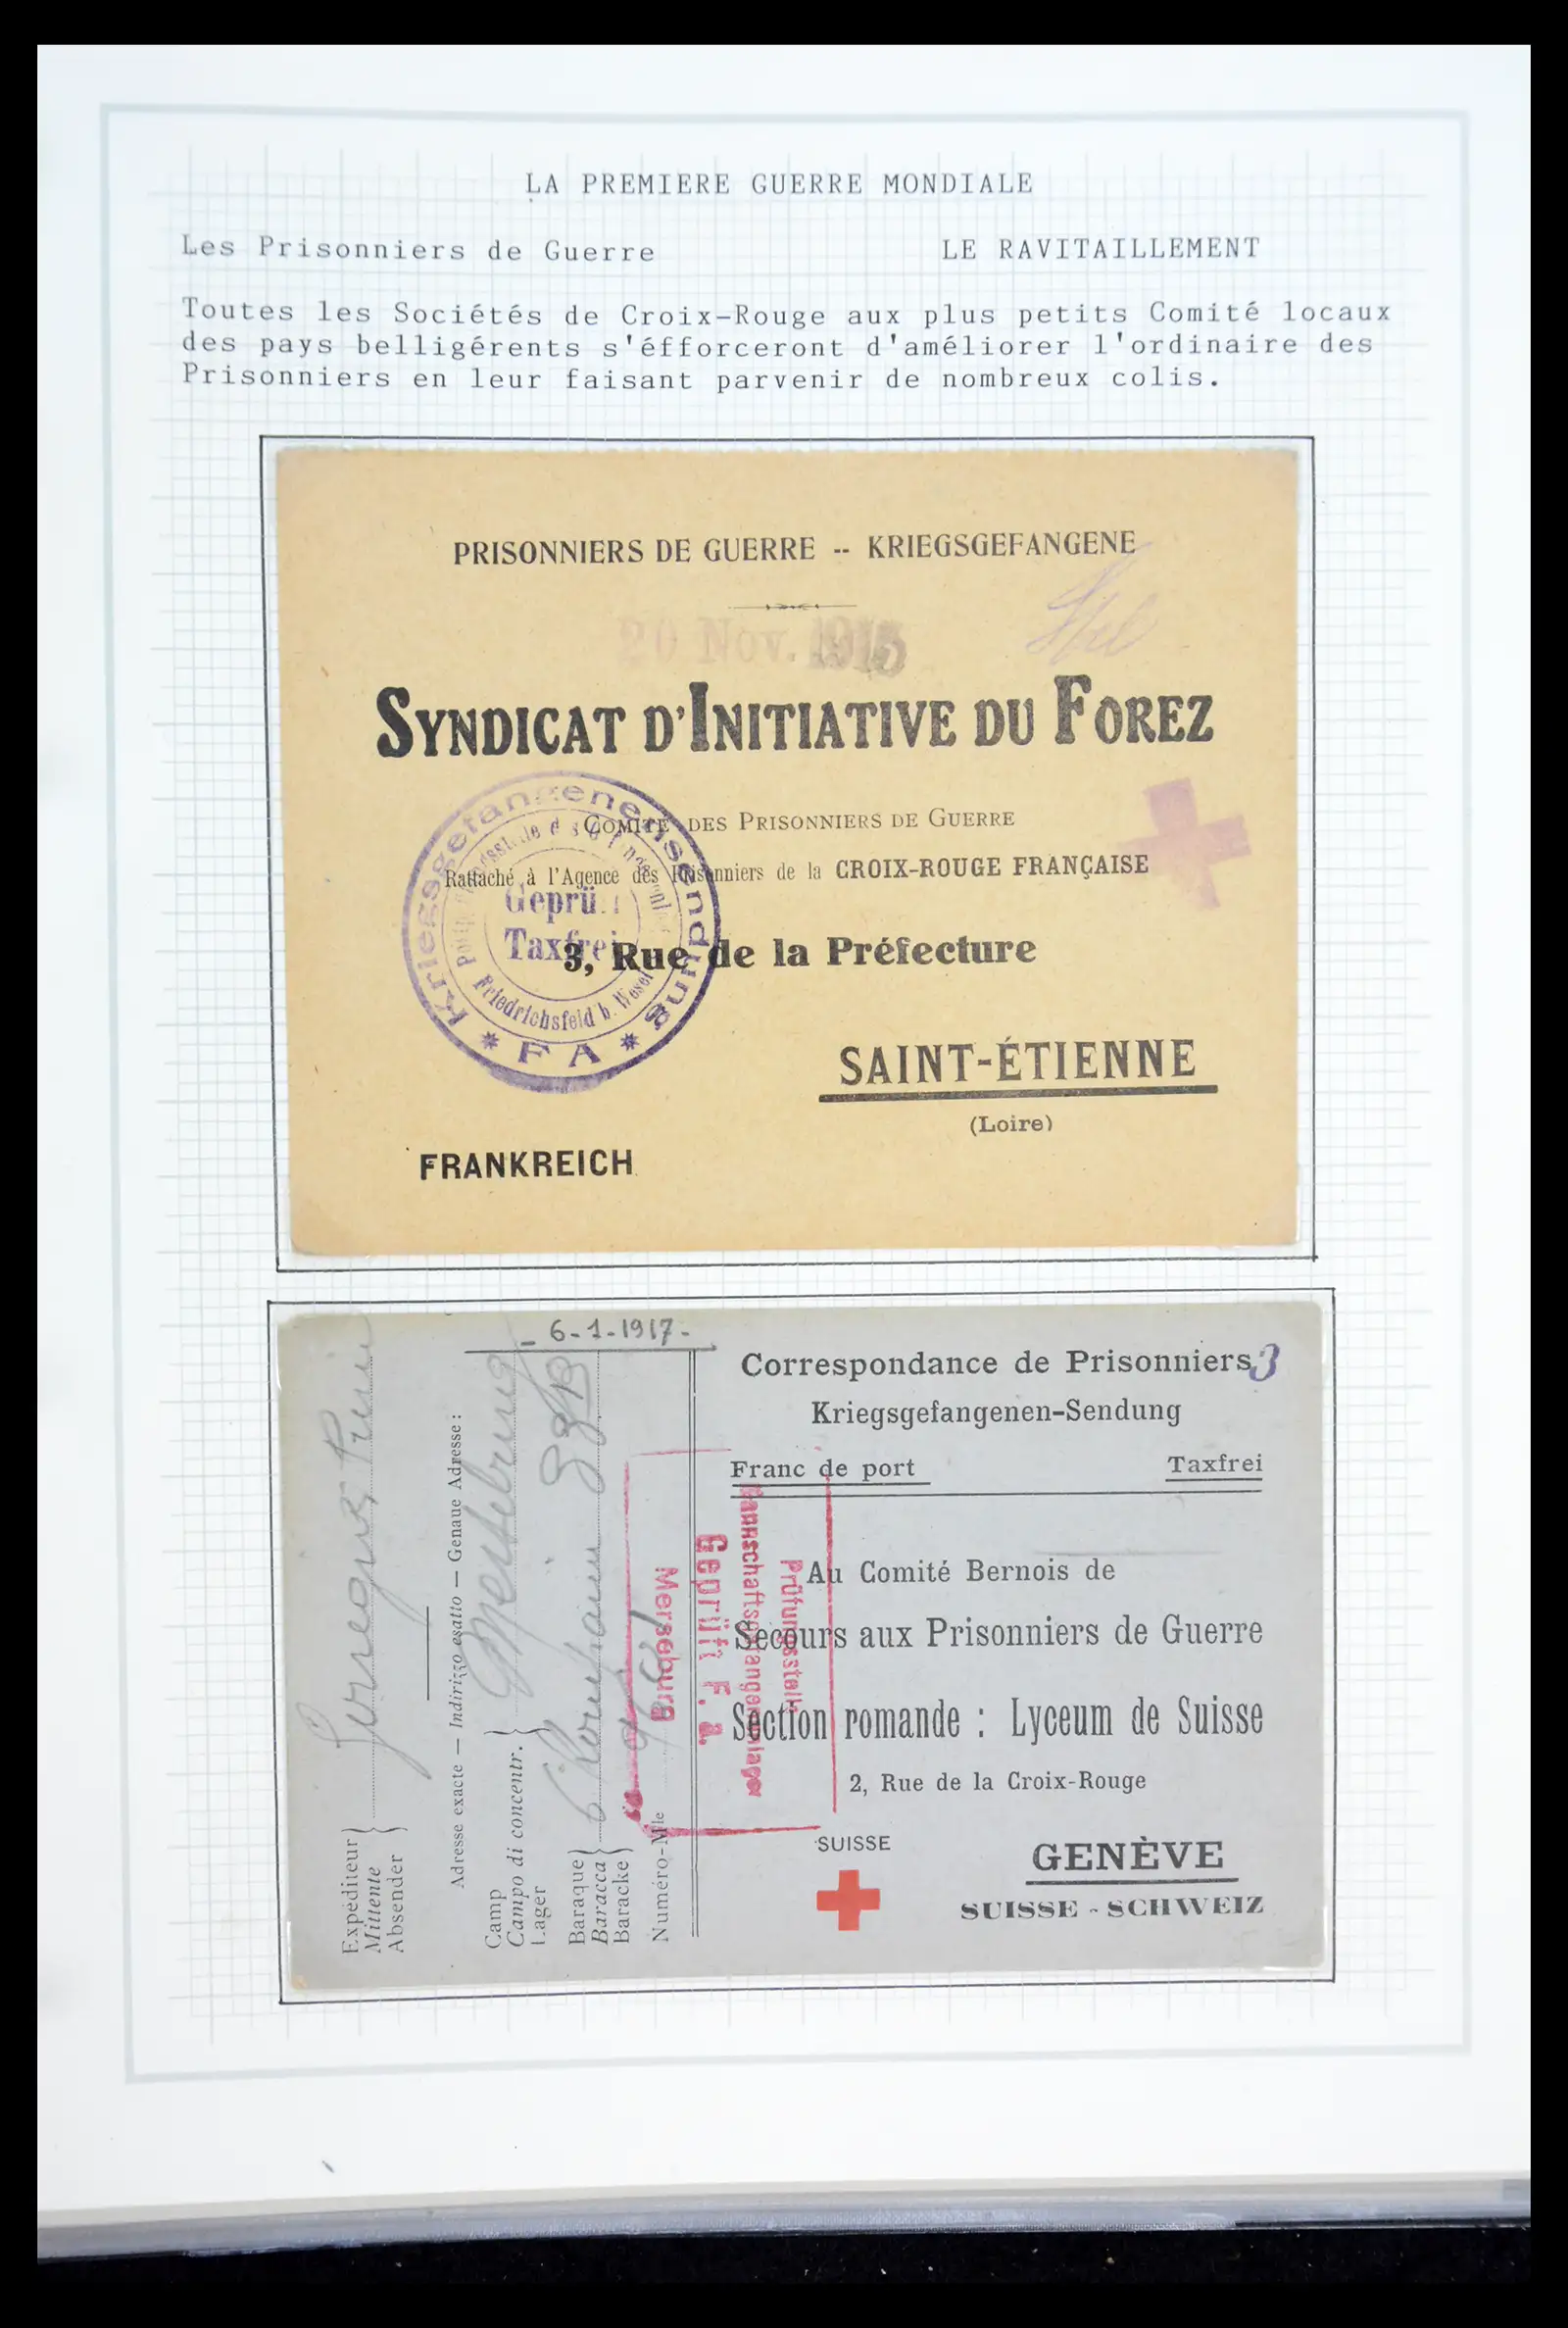 LA PREMIERE GUERRE MONDIALE
Les Prisonniers de Guerre
LE RAVITAILLEMENT
Toutes les Sociétés de Croix-Rouge aux plus petits Comité locaux
des pays belligérents s'éfforceront d'améliorer l'ordinaire des
Prisonniers en leur faisant parvenir de nombreux colis.
PRISONNIERS DE GUERRE -- KRIEGSGEFANGENE
20 Nov. 1915
SYNDICAT D'INITIATIVE DU FOREZ
COMITÉ DES PRISONNIERS DE GUERRE
Rattaché à l'Agence des Prisonniers de la CROIX-ROUGE FRANÇAISE
3, Rue de la Préfecture
SAINT-ÉTIENNE
(Loire)
FRANKREICH
Kriegsgefangenensendung
Friedrichsfeld b. Wesel
Geprüft
Taxfrei
* F A *
- 6-1-1917-
Correspondance de Prisonniers
3
Kriegsgefangenen-Sendung
Franc de port
Taxfrei
Au Comité Bernois de
Secours aux Prisonniers de Guerre
Section romande : Lyceum de Suisse
2, Rue de la Croix-Rouge
SUISSE
GENÈVE
SUISSE - SCHWEIZ
Expéditeur
Mittente
Absender
Adresse exacte — Indirizzo esatto — Genaue Adresse :
Camp
Campo di concentr.
Lager
Merseburg
Baraque
Baracca
Baracke
Numéro-Mle
Prüfungsstelle
Mannschaftsgefangenenlager
Geprüft F. a.
Merseburg